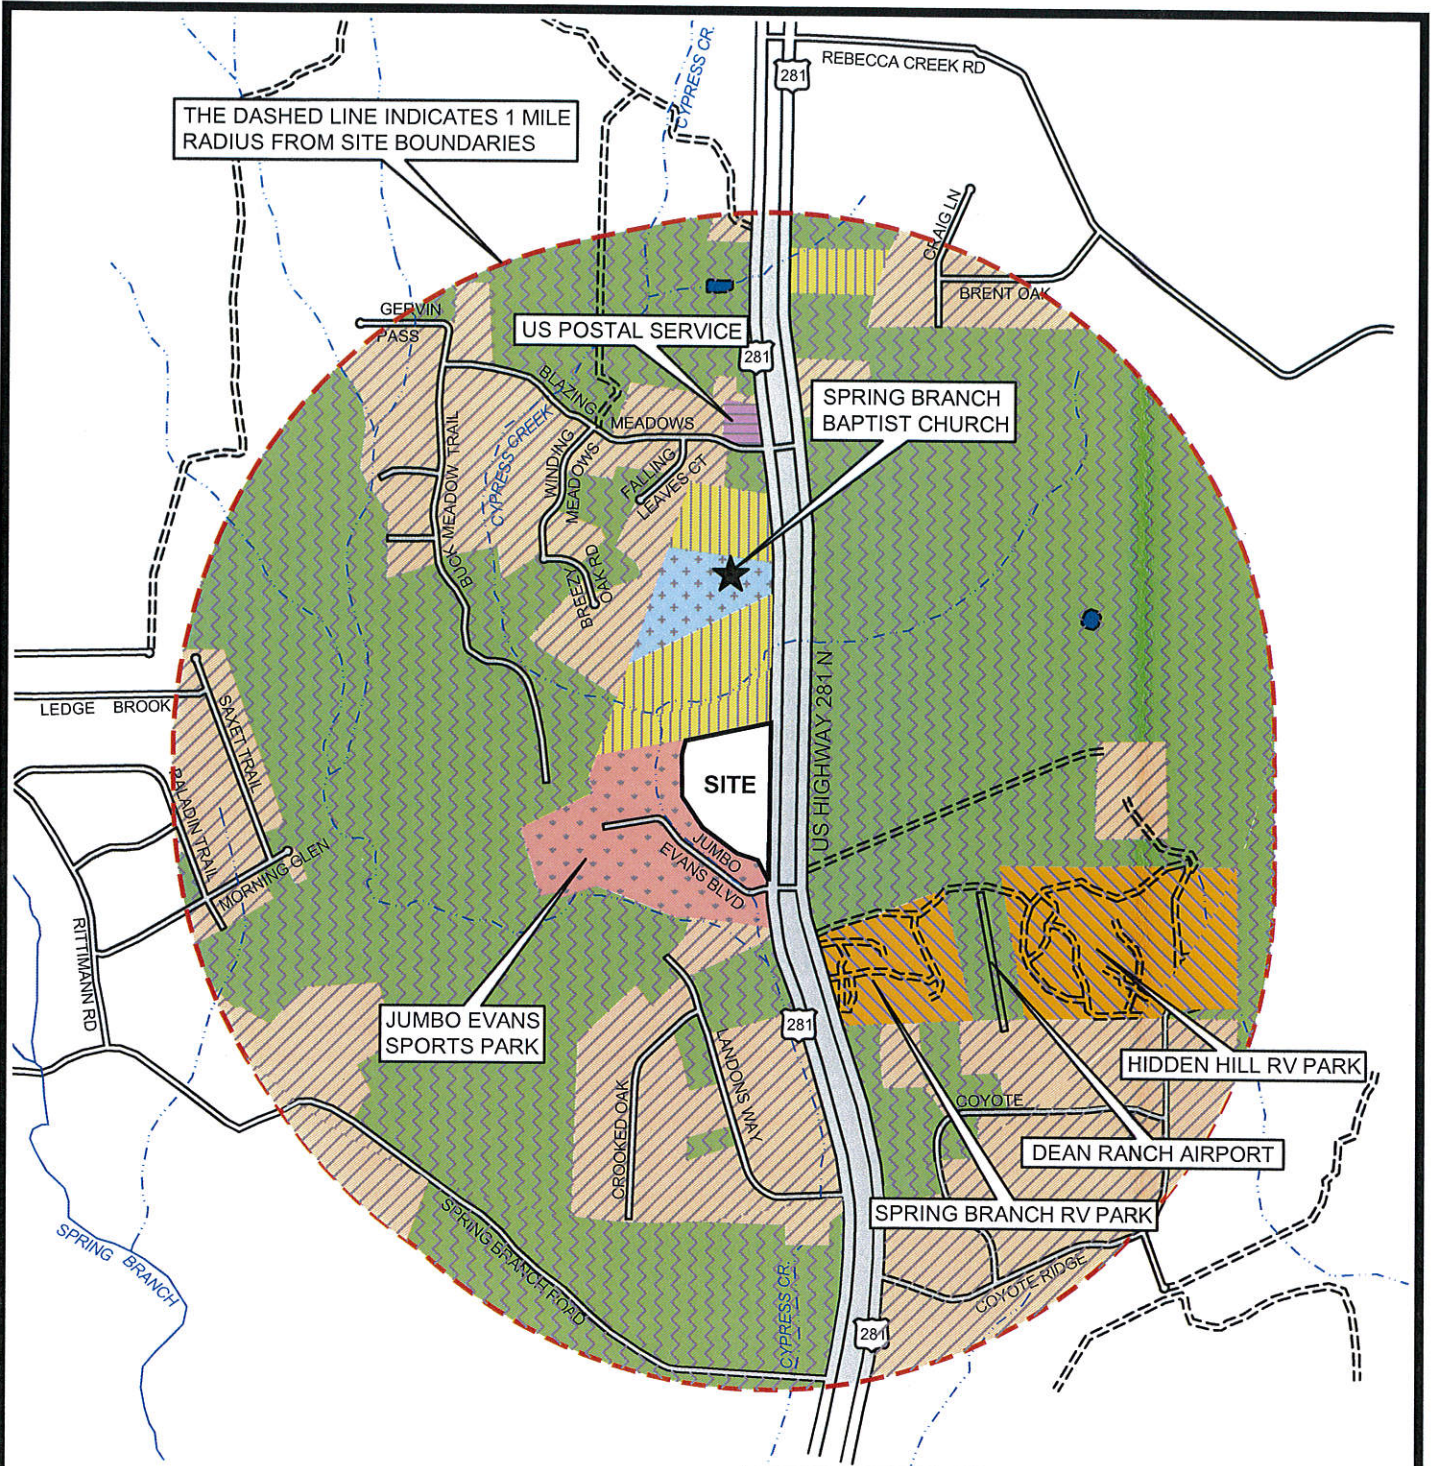 CYPRESS CR.
281
REBECCA CREEK RD
THE DASHED LINE INDICATES 1 MILE
RADIUS FROM SITE BOUNDARIES
CRAIG LN
BRENT OAK
GERVIN
PASS
US POSTAL SERVICE
281
BLAZING
MEADOWS
SPRING BRANCH
BAPTIST CHURCH
BUCK MEADOW TRAIL
CYPRESS CREEK
WINDING
MEADOWS
FALLING
LEAVES CT
BREEZY
OAK RD
US HIGHWAY 281 N
LEDGE BROOK
SAXET TRAIL
PALADIN TRAIL
MORNING GLEN
RITTIMANN RD
SITE
JUMBO
EVANS BLVD
JUMBO EVANS
SPORTS PARK
281
LANDONS WAY
CROOKED OAK
HIDDEN HILL RV PARK
COYOTE
DEAN RANCH AIRPORT
SPRING BRANCH RV PARK
SPRING BRANCH ROAD
SPRING BRANCH
COYOTE RIDGE
CYPRESS CR.
281